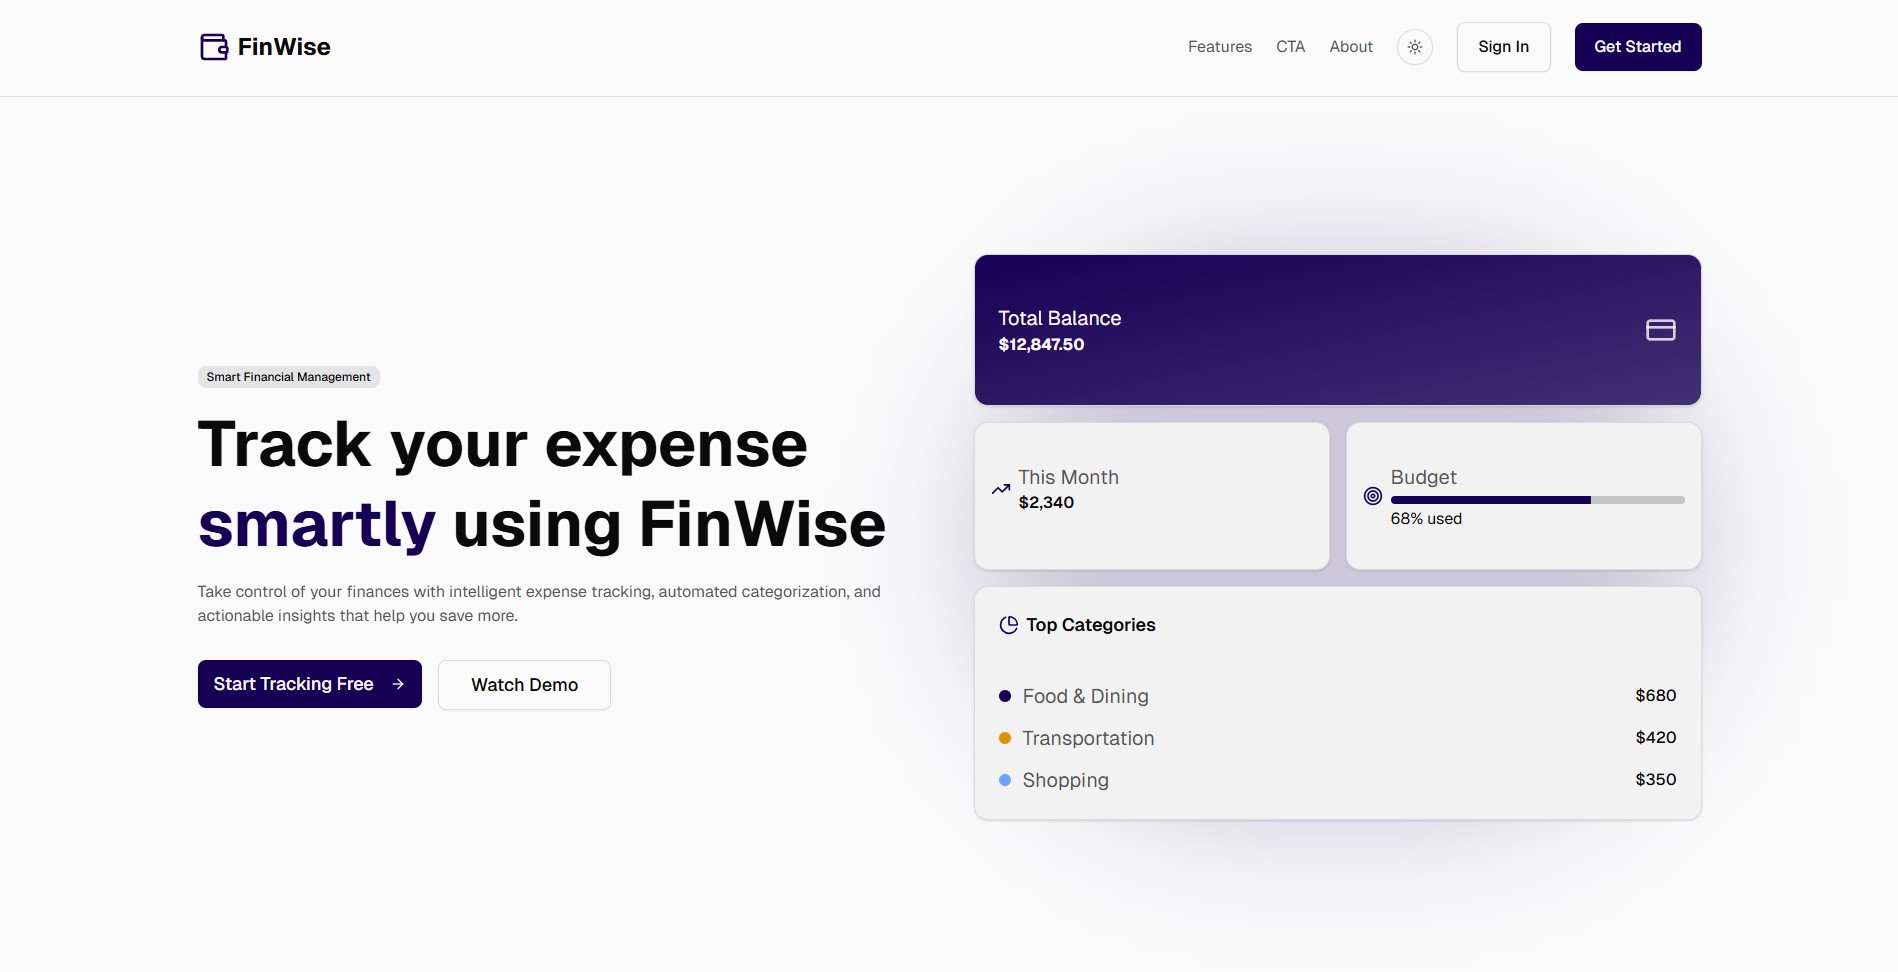 FinWise
Features
CTA
About
Sign In
Get Started
Smart Financial Management
Track your expense
smartly using FinWise
Take control of your finances with intelligent expense tracking, automated categorization, and
actionable insights that help you save more.
Start Tracking Free
Watch Demo
Total Balance
$12,847.50
This Month
$2,340
Budget
68% used
Top Categories
Food & Dining
$680
Transportation
$420
Shopping
$350